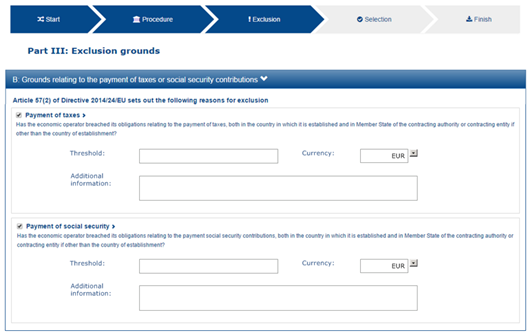 Start Procedure Exclusion Selection Finish
Part III: Exclusion grounds
B: Grounds relating to the payment of taxes or social security contributions
Article 57(2) of Directive 2014/24/EU sets out the following reasons for exclusion
Payment of taxes
Has the economic operator breached its obligations relating to the payment of taxes, both in the country in which it is established and in Member State of the contracting authority or contracting entity if
other than the country of establishment?
Threshold: Currency: EUR
Additional
information:
Payment of social security
Has the economic operator breached its obligations relating to the payment social security contributions, both in the country in which it is established and in Member State of the contracting authority or
contracting entity if other than the country of establishment?
Threshold: Currency: EUR
Additional
information: